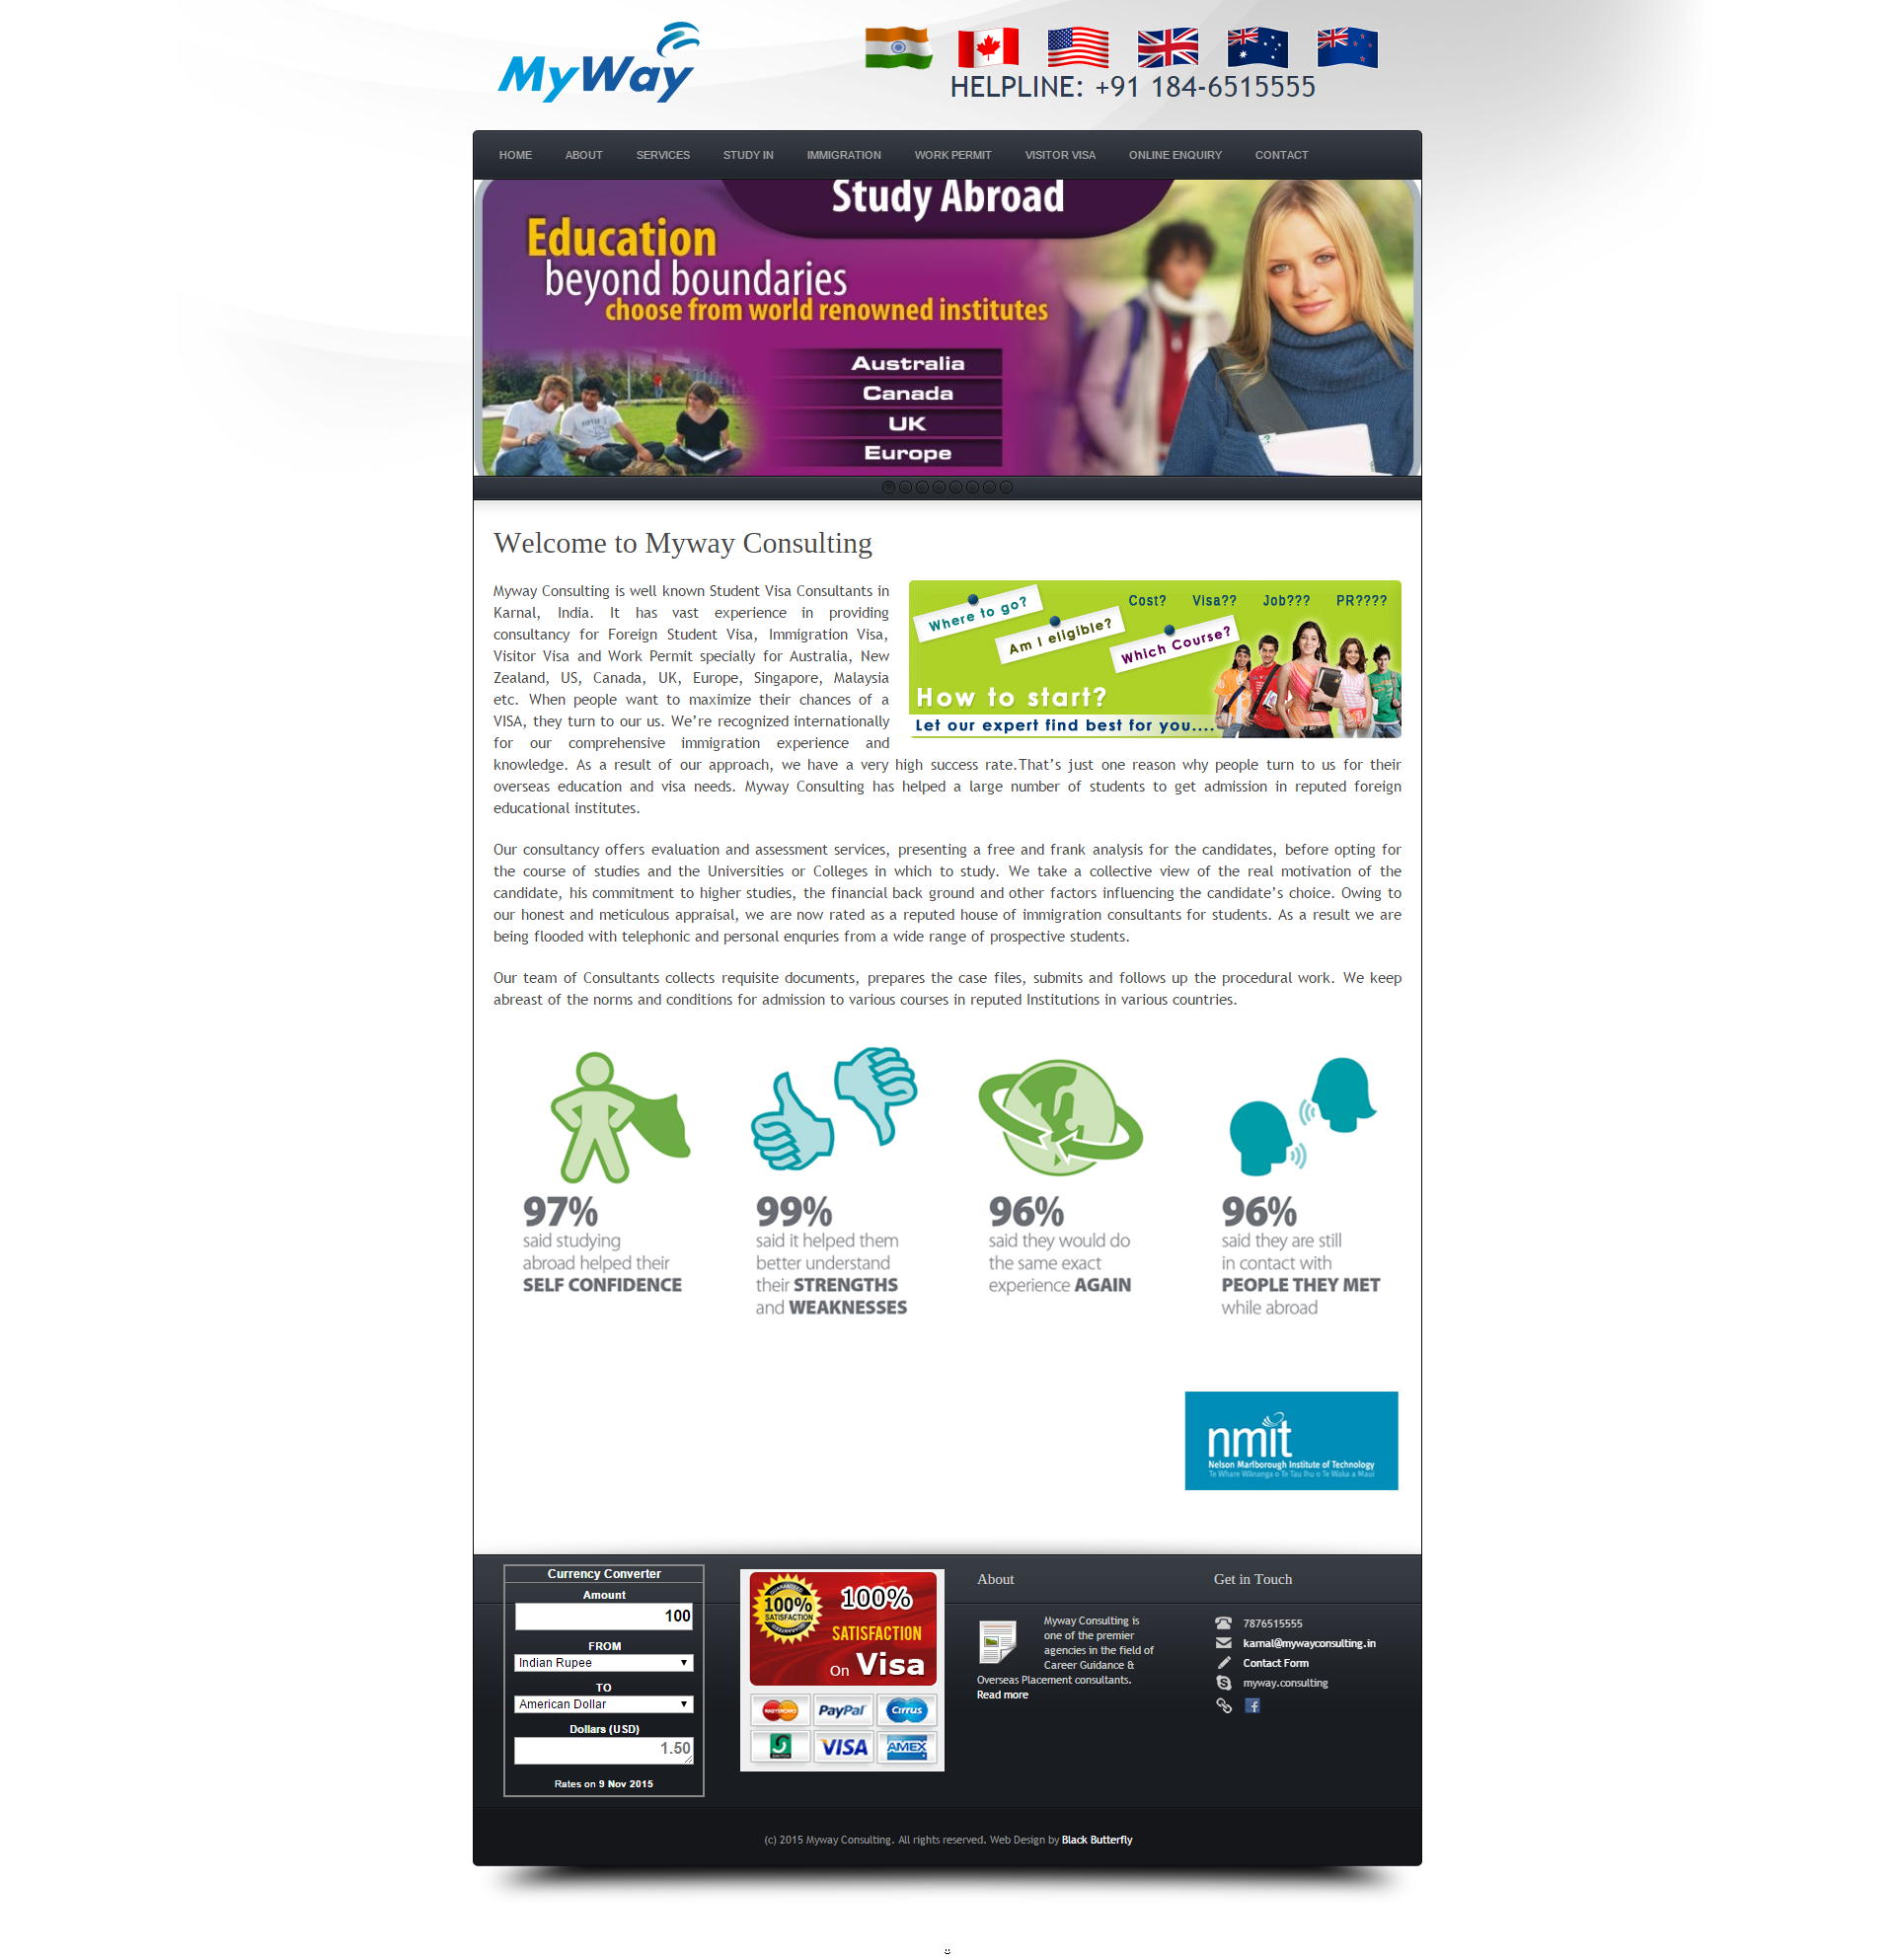 MyWay
HELPLINE: +91 184-6515555
HOME ABOUT SERVICES STUDY IN IMMIGRATION WORK PERMIT VISITOR VISA ONLINE ENQUIRY CONTACT
Study Abroad
Education
beyond boundaries
choose from world renowned institutes
Australia
Canada
UK
Europe
Welcome to Myway Consulting
Myway Consulting is well known Student Visa Consultants in
Karnal, India. It has vast experience in providing
consultancy for Foreign Student Visa, Immigration Visa,
Visitor Visa and Work Permit specially for Australia, New
Zealand, US, Canada, UK, Europe, Singapore, Malaysia
etc. When people want to maximize their chances of a
VISA, they turn to our us. We’re recognized internationally
for our comprehensive immigration experience and
knowledge. As a result of our approach, we have a very high success rate.That’s just one reason why people turn to us for their
overseas education and visa needs. Myway Consulting has helped a large number of students to get admission in reputed foreign
educational institutes.
Where to go?
Am I eligible?
Which Course?
Cost? Visa?? Job??? PR????
How to start?
Let our expert find best for you....
Our consultancy offers evaluation and assessment services, presenting a free and frank analysis for the candidates, before opting for
the course of studies and the Universities or Colleges in which to study. We take a collective view of the real motivation of the
candidate, his commitment to higher studies, the financial back ground and other factors influencing the candidate’s choice. Owing to
our honest and meticulous appraisal, we are now rated as a reputed house of immigration consultants for students. As a result we are
being flooded with telephonic and personal enquries from a wide range of prospective students.
Our team of Consultants collects requisite documents, prepares the case files, submits and follows up the procedural work. We keep
abreast of the norms and conditions for admission to various courses in reputed Institutions in various countries.
97%
said studying
abroad helped their
SELF CONFIDENCE
99%
said it helped them
better understand
their STRENGTHS
and WEAKNESSES
96%
said they would do
the same exact
experience AGAIN
96%
said they are still
in contact with
PEOPLE THEY MET
while abroad
nmit
Nelson Marlborough Institute of Technology
Te Whare Wānanga o Te Tau Ihu o Te Waka a Maui
Currency Converter
Amount
100
FROM
Indian Rupee
TO
American Dollar
Dollars (USD)
1.50
Rates on 9 Nov 2015
GUARANTEED
100%
SATISFACTION
GUARANTEED
100%
SATISFACTION
On Visa
MASTERCARD PayPal Cirrus
SWITCH VISA AMEX
About
Myway Consulting is
one of the premier
agencies in the field of
Career Guidance &
Overseas Placement consultants.
Read more
Get in Touch
7876515555
karnal@mywayconsulting.in
Contact Form
myway.consulting
(c) 2015 Myway Consulting. All rights reserved. Web Design by Black Butterfly